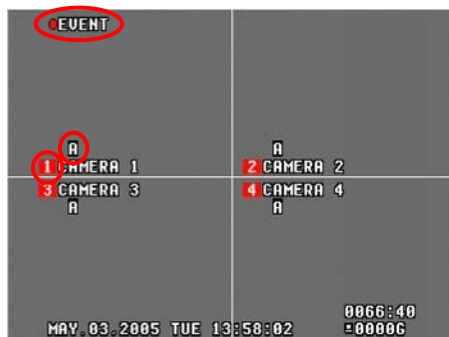 EVENT
A A
1 CAMERA 1 2 CAMERA 2
3 CAMERA 3 4 CAMERA 4
A A
0066:40
MAY.03.2005 TUE 13:58:02 0000G